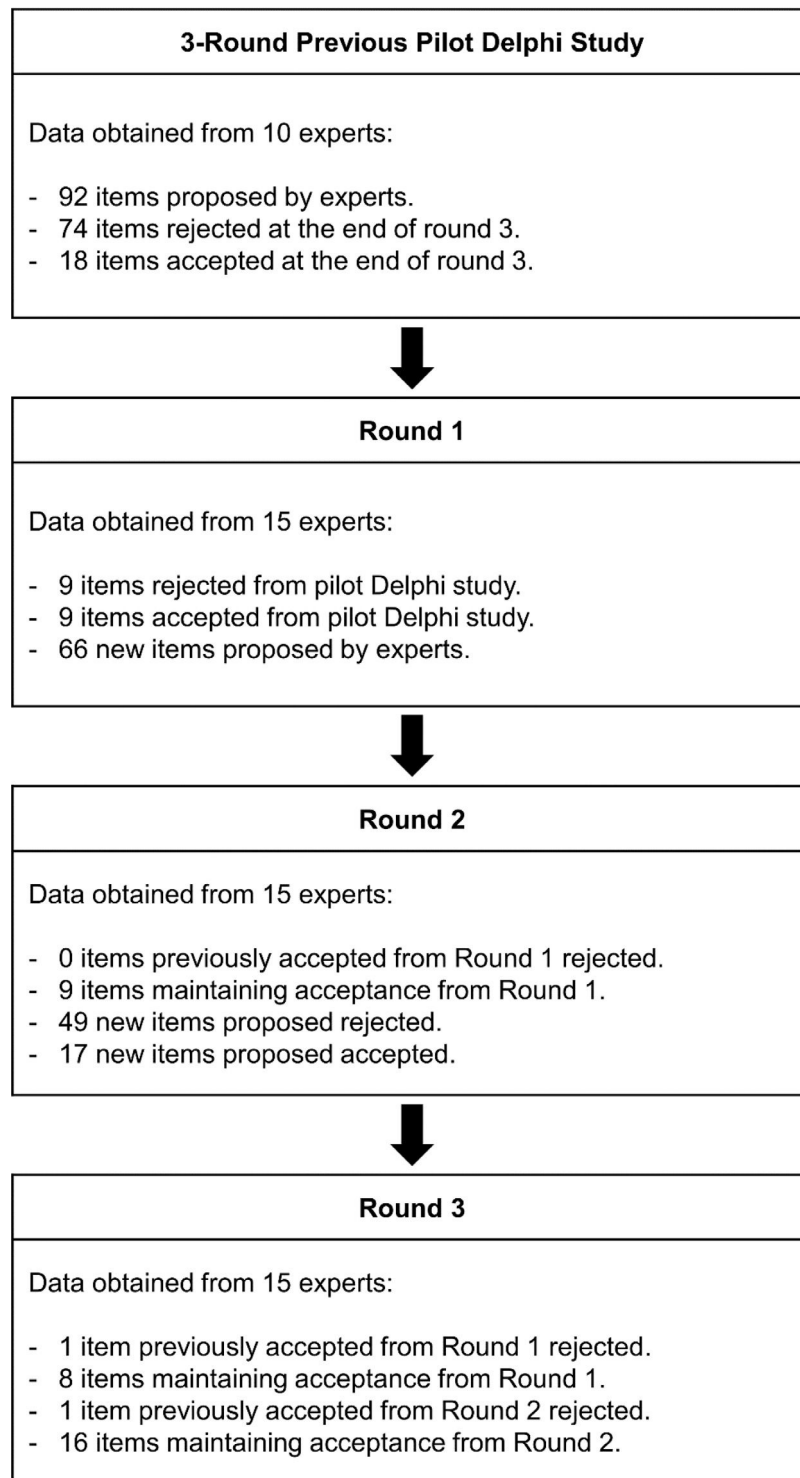 3-Round Previous Pilot Delphi Study
Data obtained from 10 experts:
- 92 items proposed by experts.
- 74 items rejected at the end of round 3.
- 18 items accepted at the end of round 3.
Round 1
Data obtained from 15 experts:
- 9 items rejected from pilot Delphi study.
- 9 items accepted from pilot Delphi study.
- 66 new items proposed by experts.
Round 2
Data obtained from 15 experts:
- 0 items previously accepted from Round 1 rejected.
- 9 items maintaining acceptance from Round 1.
- 49 new items proposed rejected.
- 17 new items proposed accepted.
Round 3
Data obtained from 15 experts:
- 1 item previously accepted from Round 1 rejected.
- 8 items maintaining acceptance from Round 1.
- 1 item previously accepted from Round 2 rejected.
- 16 items maintaining acceptance from Round 2.